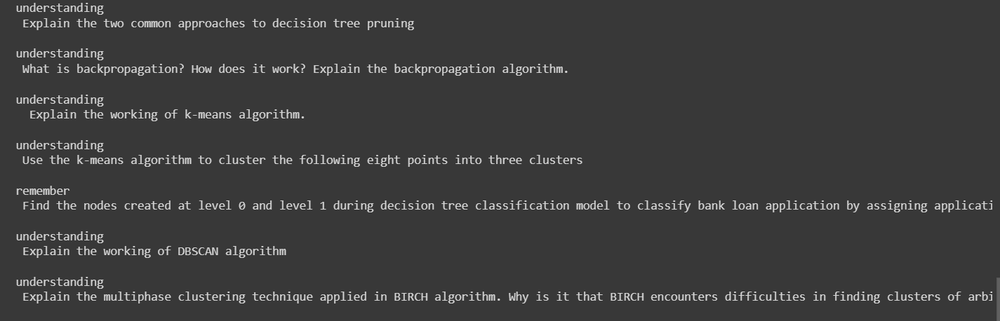 understanding
Explain the two common approaches to decision tree pruning
understanding
What is backpropagation? How does it work? Explain the backpropagation algorithm.
understanding
Explain the working of k-means algorithm.
understanding
Use the k-means algorithm to cluster the following eight points into three clusters
remember
Find the nodes created at level 0 and level 1 during decision tree classification model to classify bank loan application by assigning applicati
understanding
Explain the working of DBSCAN algorithm
understanding
Explain the multiphase clustering technique applied in BIRCH algorithm. Why is it that BIRCH encounters difficulties in finding clusters of arbi